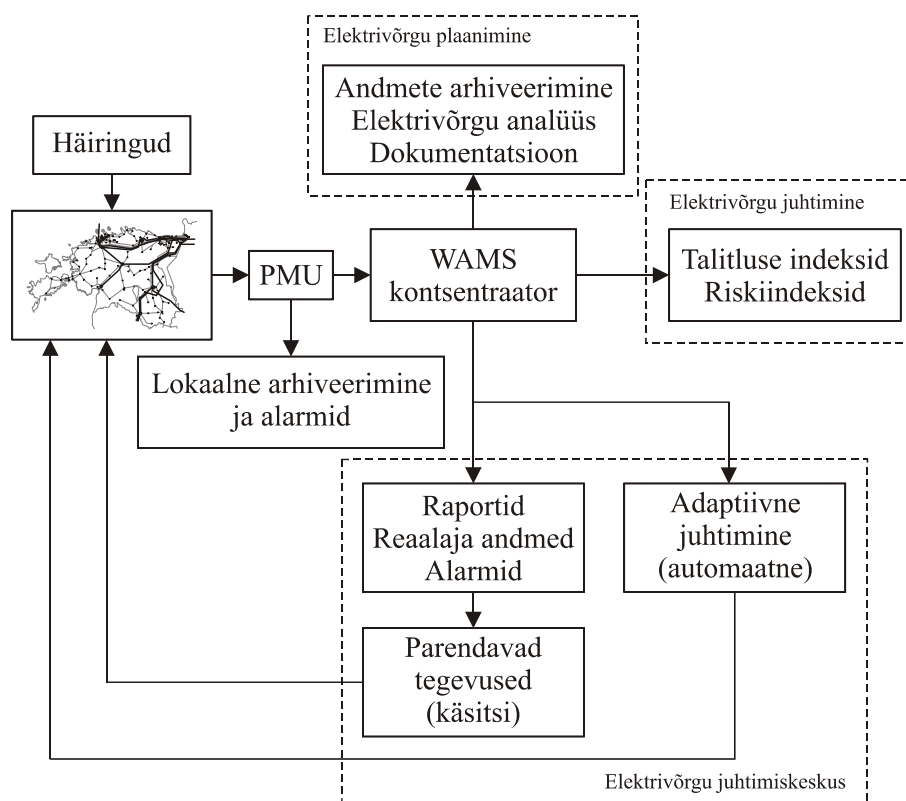 Elektrivõrgu plaanimine
Andmete arhiveerimine
Elektrivõrgu analüüs
Dokumentatsioon
Häiringud
Elektrivõrgu juhtimine
PMU
WAMS
kontsentraator
Talitluse indeksid
Riskiindeksid
Lokaalne arhiveerimine
ja alarmid
Raportid
Reaalaja andmed
Alarmid
Adaptiivne
juhtimine
(automaatne)
Parendavad
tegevused
(käsitsi)
Elektrivõrgu juhtimiskeskus